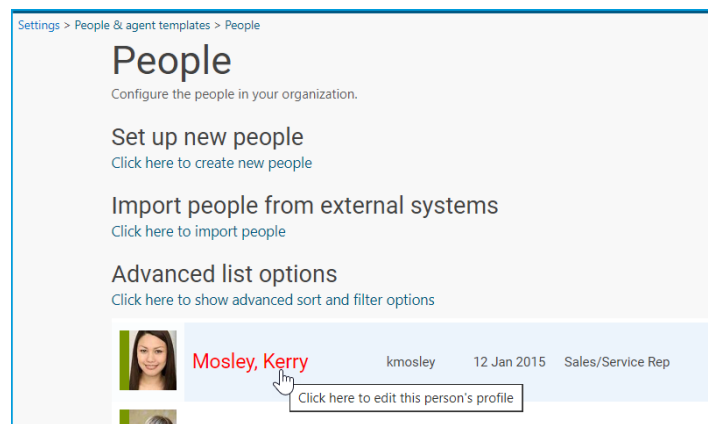 Settings > People & agent templates > People
People
Configure the people in your organization.
Set up new people
Click here to create new people
Import people from external systems
Click here to import people
Advanced list options
Click here to show advanced sort and filter options
Mosley, Kerry kmosley 12 Jan 2015 Sales/Service Rep
Click here to edit this person's profile